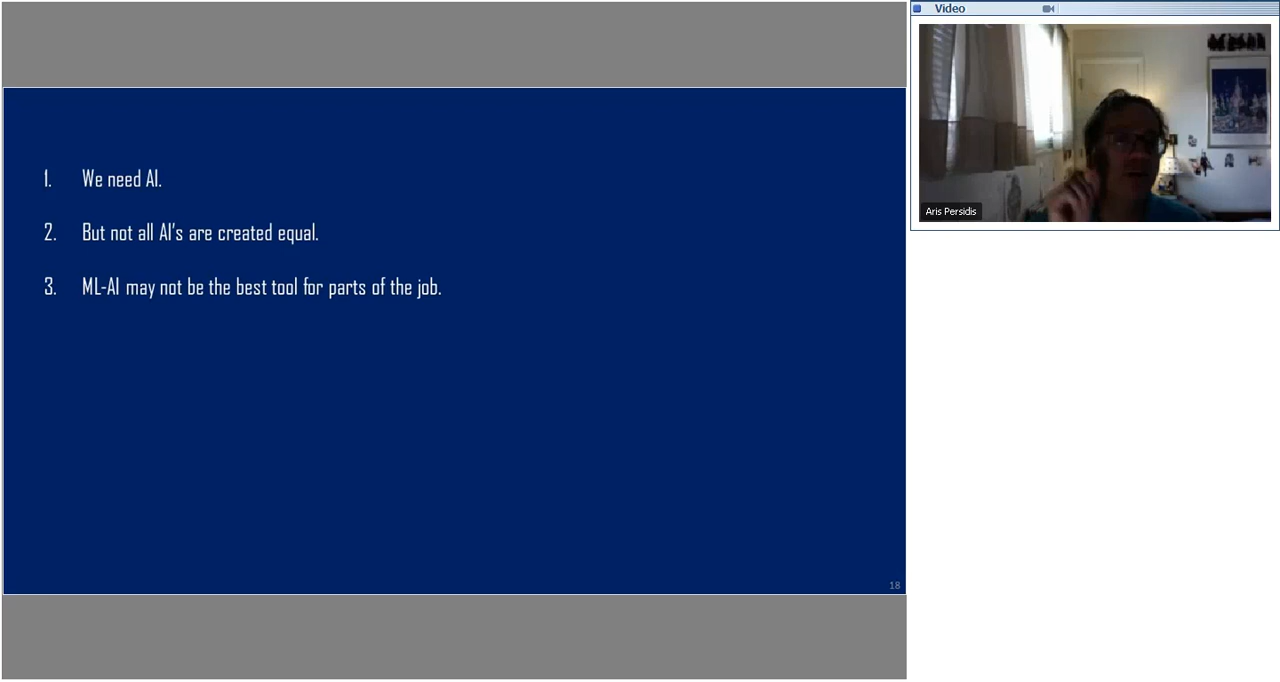 Video
Aris Persidis
1. We need AI.
2. But not all AI's are created equal.
3. ML-AI may not be the best tool for parts of the job.
18